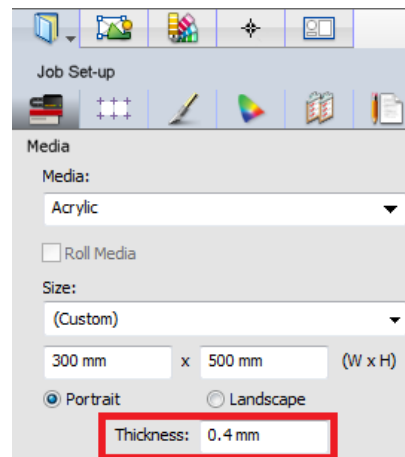 Job Set-up
Media
Media:
Acrylic
Roll Media
Size:
(Custom)
300 mm x 500 mm (W x H)
Portrait Landscape
Thickness: 0.4 mm